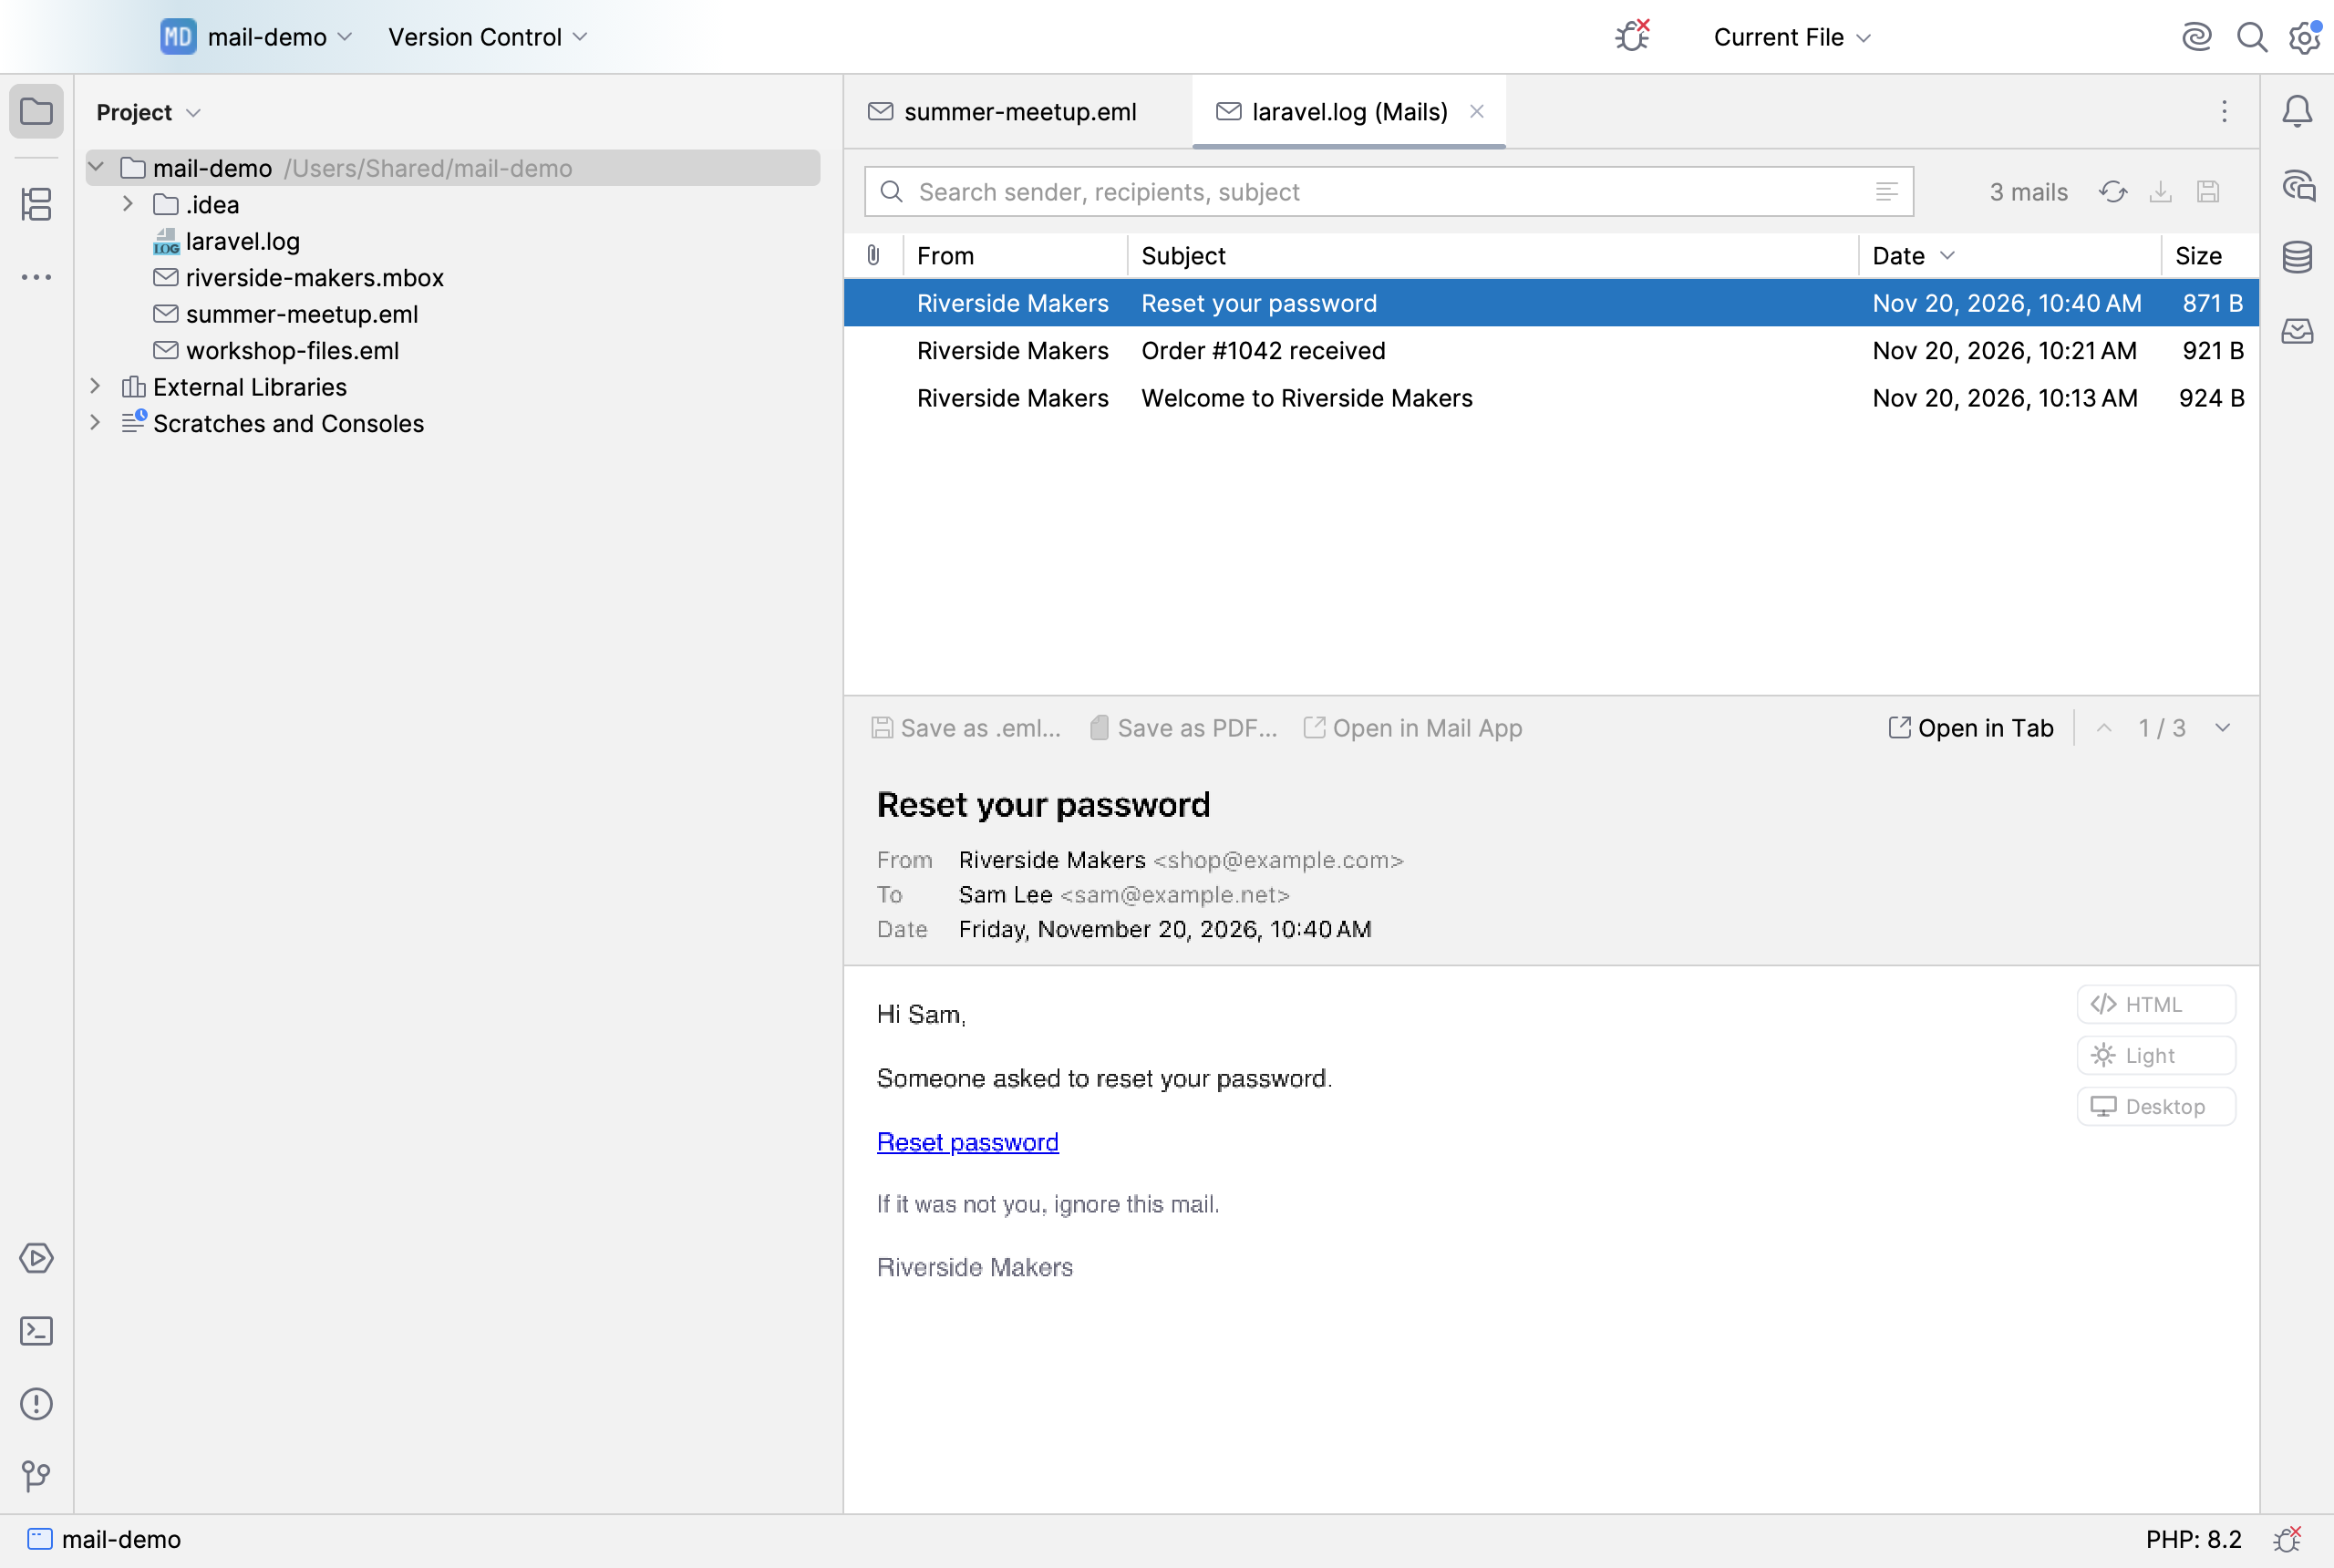 MD mail-demo Version Control Current File
Project
mail-demo /Users/Shared/mail-demo
.idea
LOG laravel.log
riverside-makers.mbox
summer-meetup.eml
workshop-files.eml
External Libraries
Scratches and Consoles
summer-meetup.eml laravel.log (Mails)
Search sender, recipients, subject 3 mails
From Subject Date Size
Riverside Makers Reset your password Nov 20, 2026, 10:40 AM 871 B
Riverside Makers Order #1042 received Nov 20, 2026, 10:21 AM 921 B
Riverside Makers Welcome to Riverside Makers Nov 20, 2026, 10:13 AM 924 B
Save as .eml... Save as PDF... Open in Mail App Open in Tab 1 / 3
Reset your password
From Riverside Makers <shop@example.com>
To Sam Lee <sam@example.net>
Date Friday, November 20, 2026, 10:40 AM
Hi Sam,
Someone asked to reset your password.
Reset password
If it was not you, ignore this mail.
Riverside Makers
HTML
Light
Desktop
mail-demo PHP: 8.2